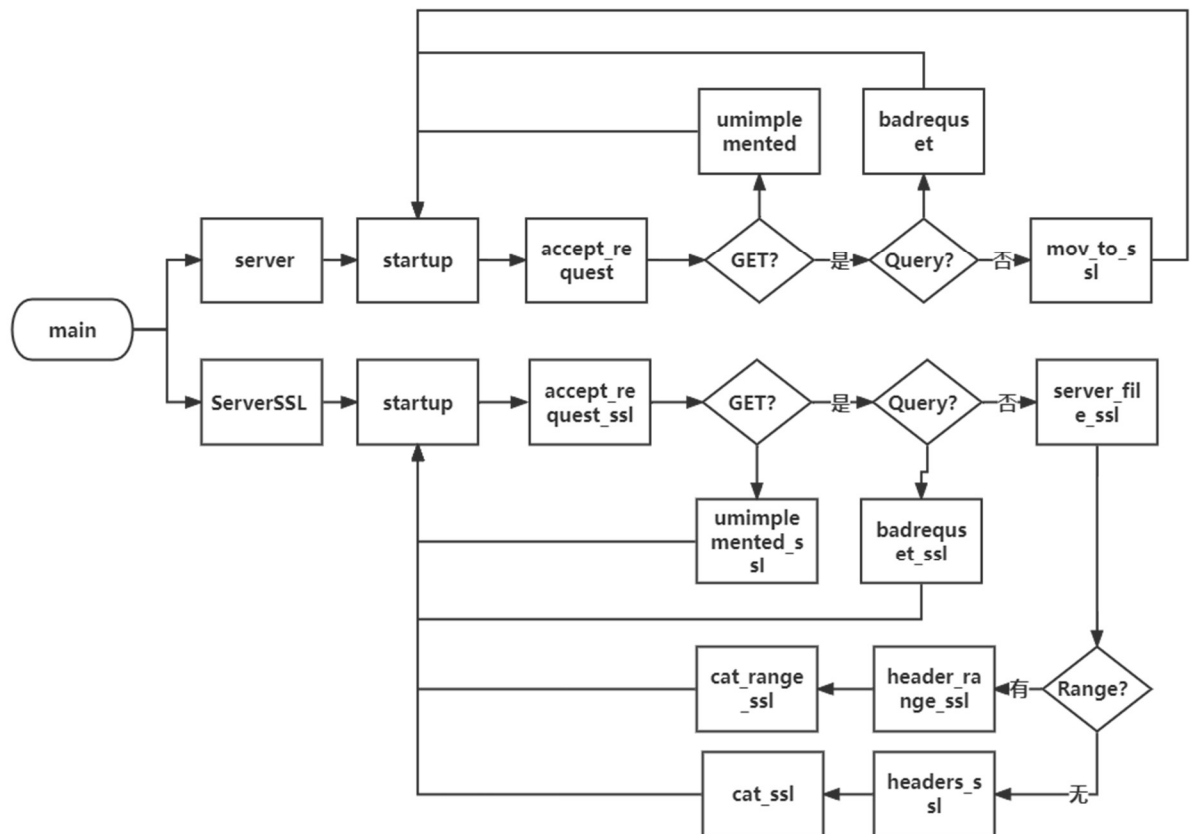 umimple
mented
badrequs
et
server
startup
accept_re
quest
GET?
是
Query?
否
mov_to_s
sl
main
ServerSSL
startup
accept_re
quest_ssl
GET?
是
Query?
否
server_fil
e_ssl
umimple
mented_s
sl
badrequs
et_ssl
cat_range
_ssl
header_ra
nge_ssl
有
Range?
cat_ssl
headers_s
sl
无